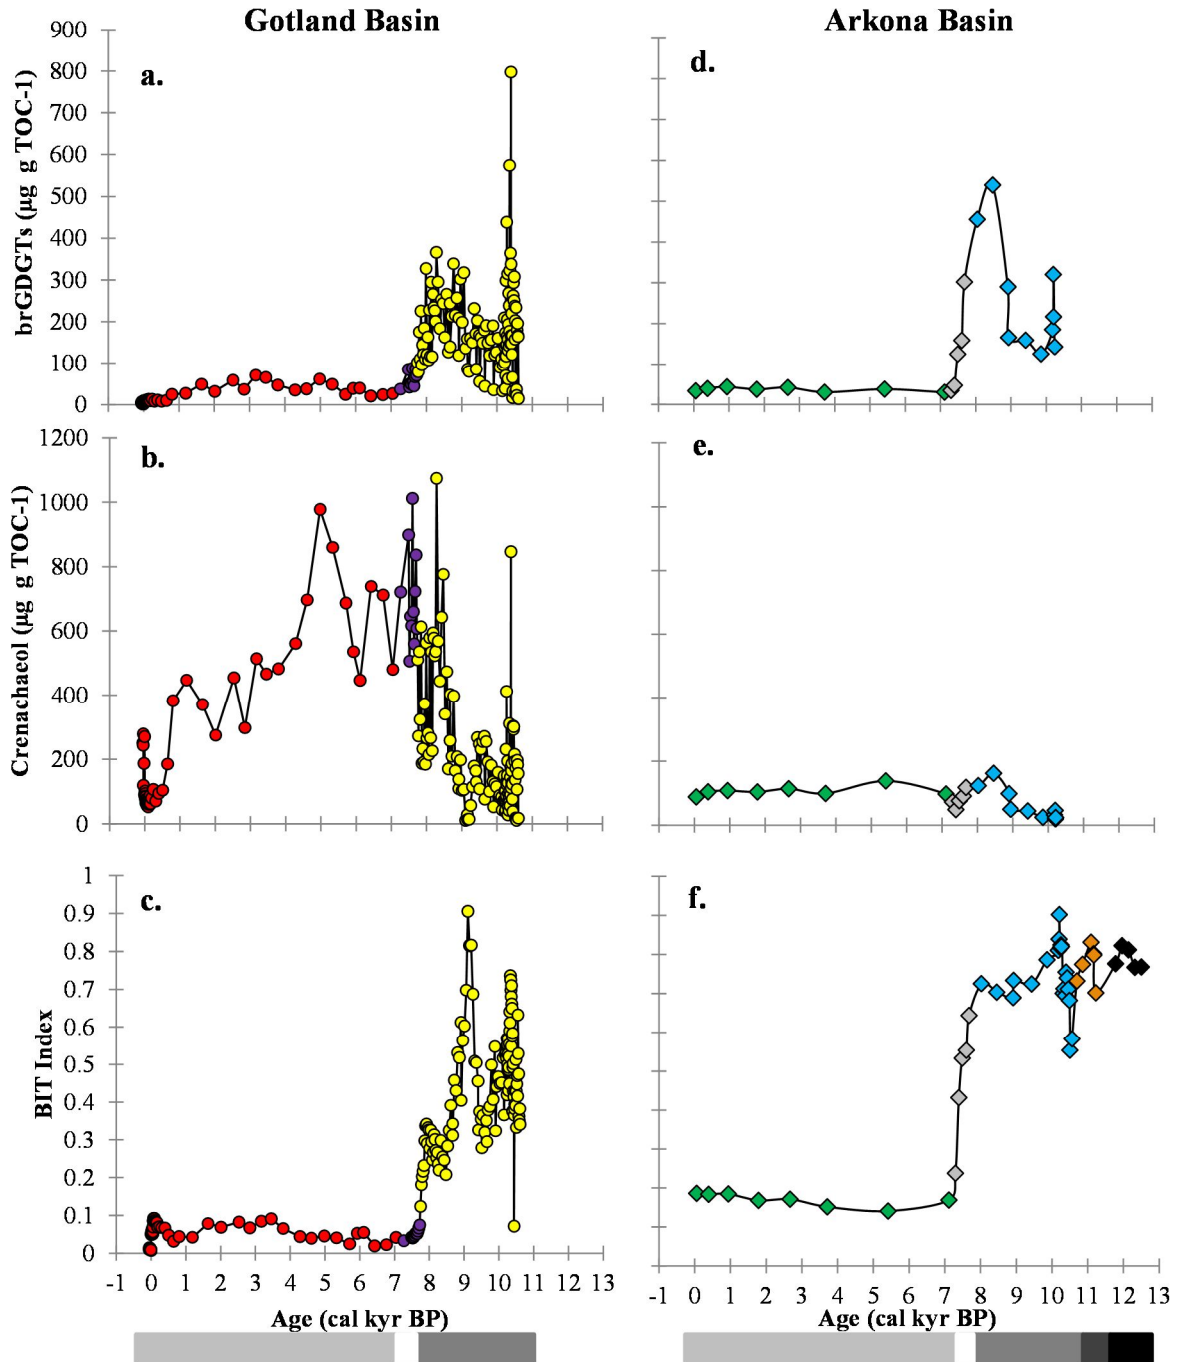 Gotland Basin
Arkona Basin
brGDGTs (µg g TOC-1)
900
800
700
600
500
400
300
200
100
0
a.
d.
Crenachaeol (µg g TOC-1)
1200
1000
800
600
400
200
0
b.
e.
BIT Index
1
0.9
0.8
0.7
0.6
0.5
0.4
0.3
0.2
0.1
0
c.
f.
-1 0 1 2 3 4 5 6 7 8 9 10 11 12 13
Age (cal kyr BP)
-1 0 1 2 3 4 5 6 7 8 9 10 11 12 13
Age (cal kyr BP)